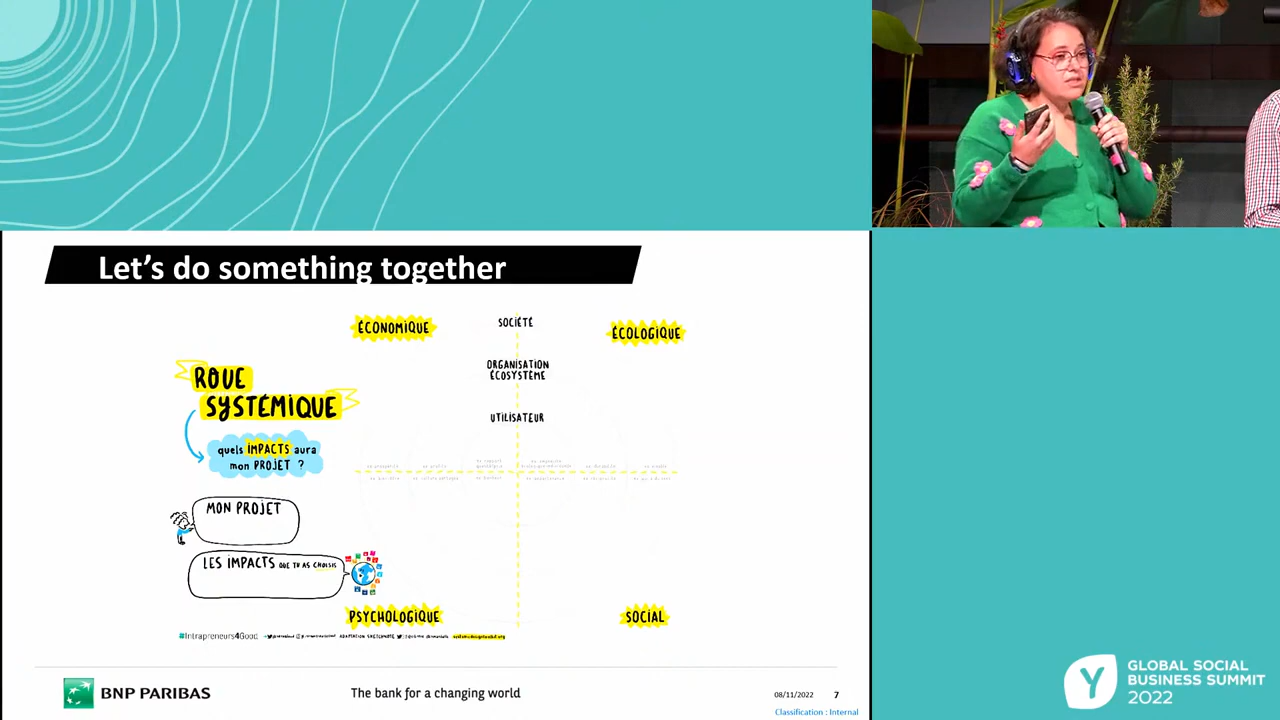 Let's do something together
ÉCONOMIQUE
SOCIÉTÉ
ÉCOLOGIQUE
ORGANISATION
ÉCOSYSTÈME
ROUE
SYSTÉMIQUE
UTILISATEUR
quels IMPACTS aura
mon PROJET ?
MON PROJET
LES IMPACTS QUE TU AS CHOISIS
PSYCHOLOGIQUE
SOCIAL
#Intrapreneurs4Good
ADAPTATION SKETCHNOTE
BNP PARIBAS
The bank for a changing world
08/11/2022
7
Classification : Internal
GLOBAL SOCIAL
BUSINESS SUMMIT
2022